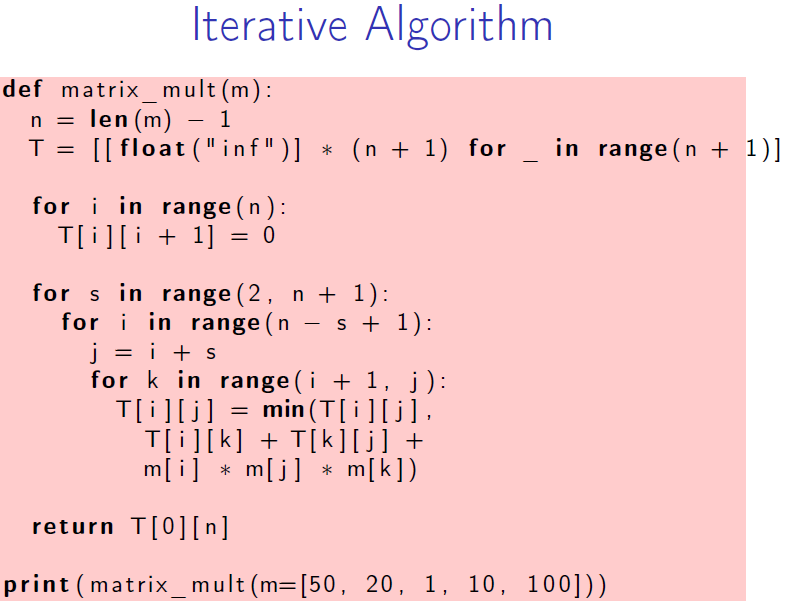 Iterative Algorithm
def matrix_mult(m):
n = len(m) − 1
T = [[float("inf")] * (n + 1) for _ in range(n + 1)]
for i in range(n):
T[i][i + 1] = 0
for s in range(2, n + 1):
for i in range(n − s + 1):
j = i + s
for k in range(i + 1, j):
T[i][j] = min(T[i][j],
T[i][k] + T[k][j] +
m[i] * m[j] * m[k])
return T[0][n]
print(matrix_mult(m=[50, 20, 1, 10, 100]))